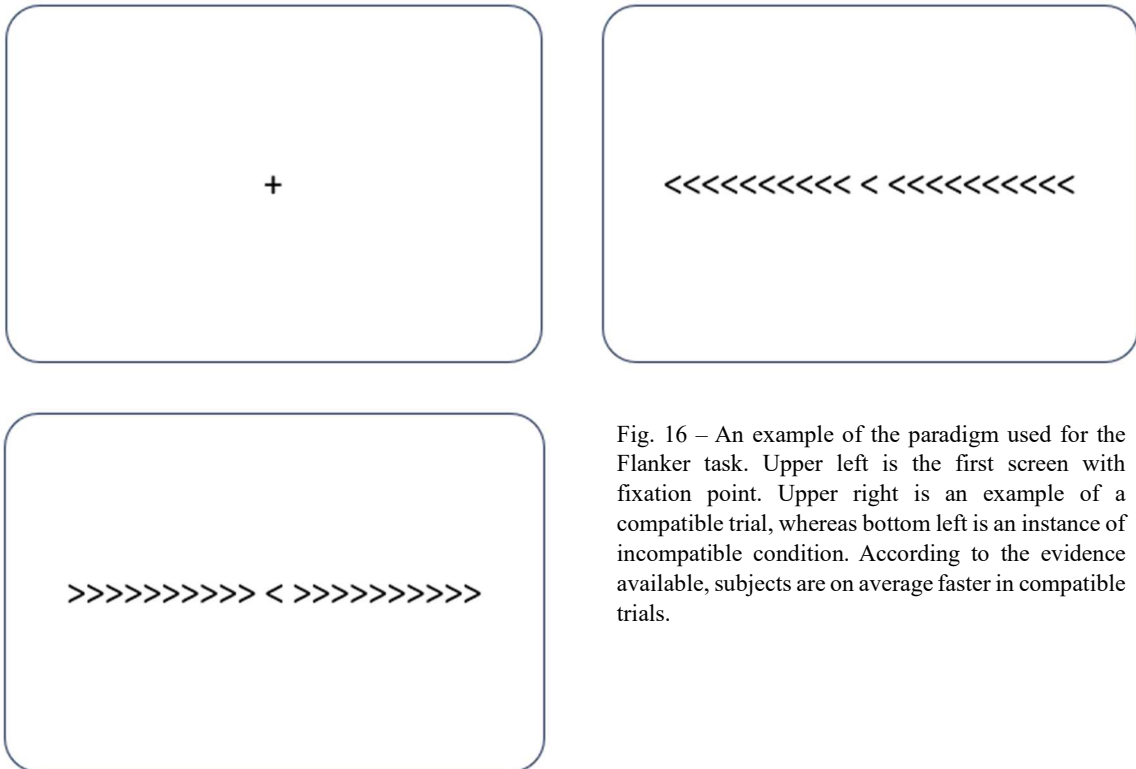 +
<<<<<<<<<< < <<<<<<<<<<
>>>>>>>>>> < >>>>>>>>>>
Fig. 16 – An example of the paradigm used for the
Flanker task. Upper left is the first screen with
fixation point. Upper right is an example of a
compatible trial, whereas bottom left is an instance of
incompatible condition. According to the evidence
available, subjects are on average faster in compatible
trials.